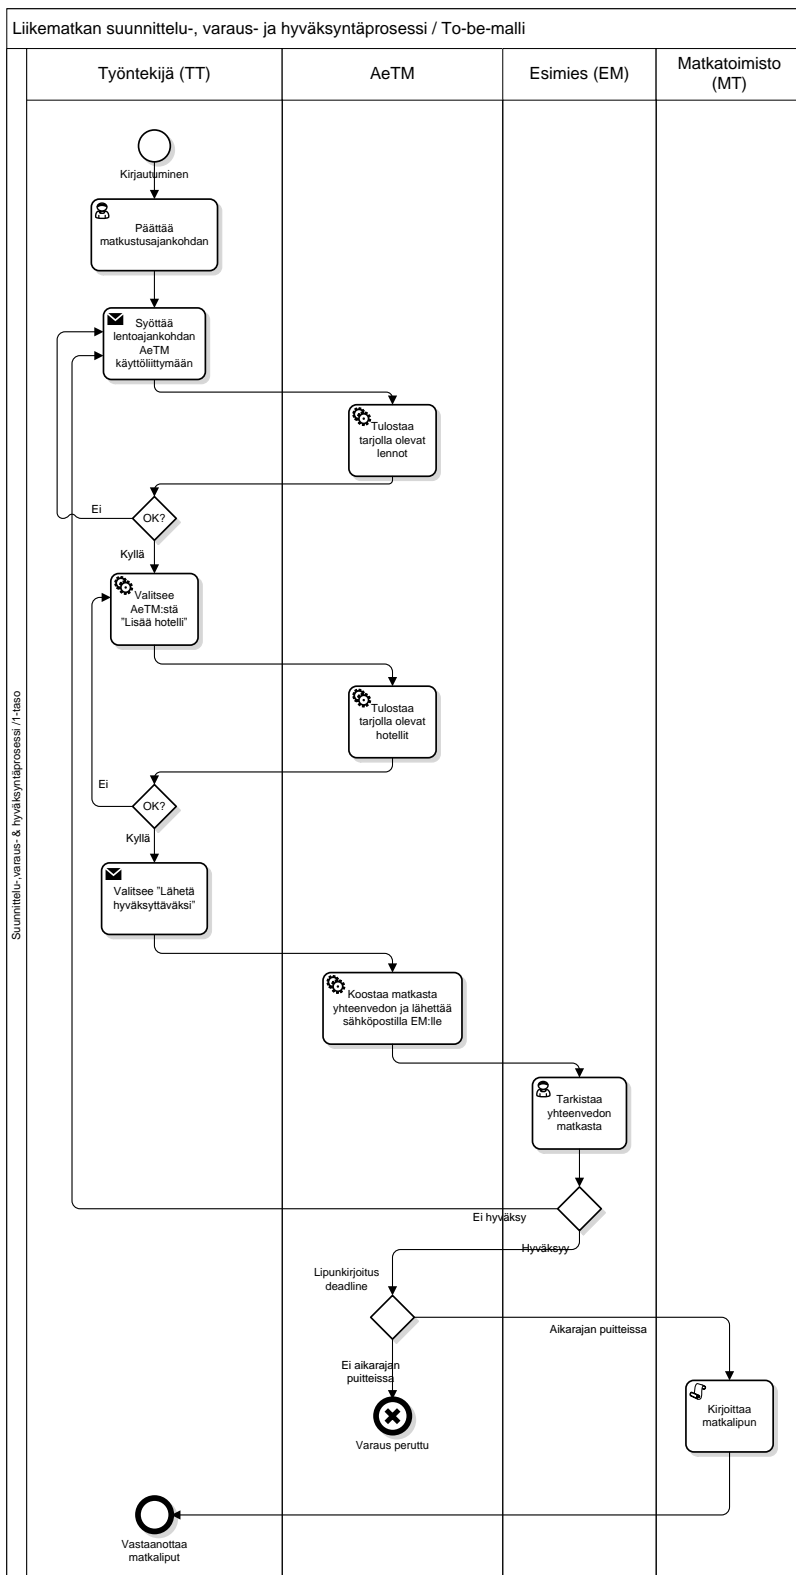 Liikematkan suunnittelu-, varaus- ja hyväksyntäprosessi / To-be-malli
Työntekijä (TT)
AeTM
Esimies (EM)
Matkatoimisto
(MT)
Suunnittelu-,varaus- & hyväksyntäprosessi /1-taso
Kirjautuminen
Päättää
matkustusajankohdan
Syöttää
lentoajankohdan
AeTM
käyttöliittymään
Tulostaa
tarjolla olevat
lennot
Ei
OK?
Kyllä
Valitsee
AeTM:stä
"Lisää hotelli"
Tulostaa
tarjolla olevat
hotellit
Ei
OK?
Kyllä
Valitsee "Lähetä
hyväksyttäväksi"
Koostaa matkasta
yhteenvedon ja lähettää
sähköpostilla EM:lle
Tarkistaa
yhteenvedon
matkasta
Ei hyväksy
Hyväksyy
Lipunkirjoitus
deadline
Aikarajan puitteissa
Ei aikarajan
puitteissa
Kirjoittaa
matkalipun
Varaus peruttu
Vastaanottaa
matkaliput